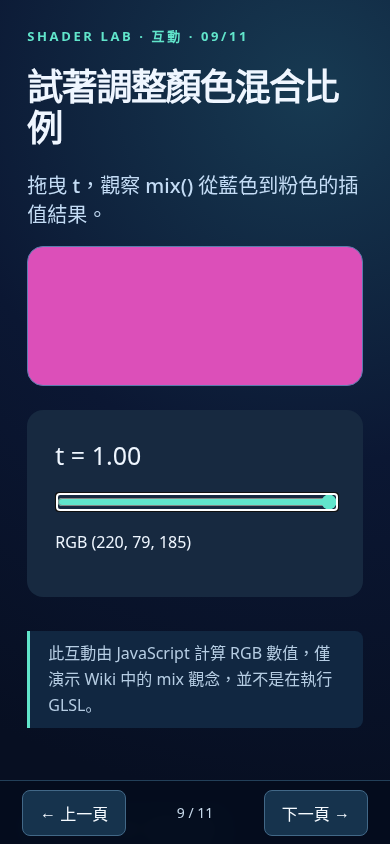 SHADER LAB · 互動 · 09/11
試著調整顏色混合比
例
拖曳 t，觀察 mix() 從藍色到粉色的插
值結果。
t = 1.00
RGB (220, 79, 185)
此互動由 JavaScript 計算 RGB 數值，僅
演示 Wiki 中的 mix 觀念，並不是在執行
GLSL。
← 上一頁
9 / 11
下一頁 →